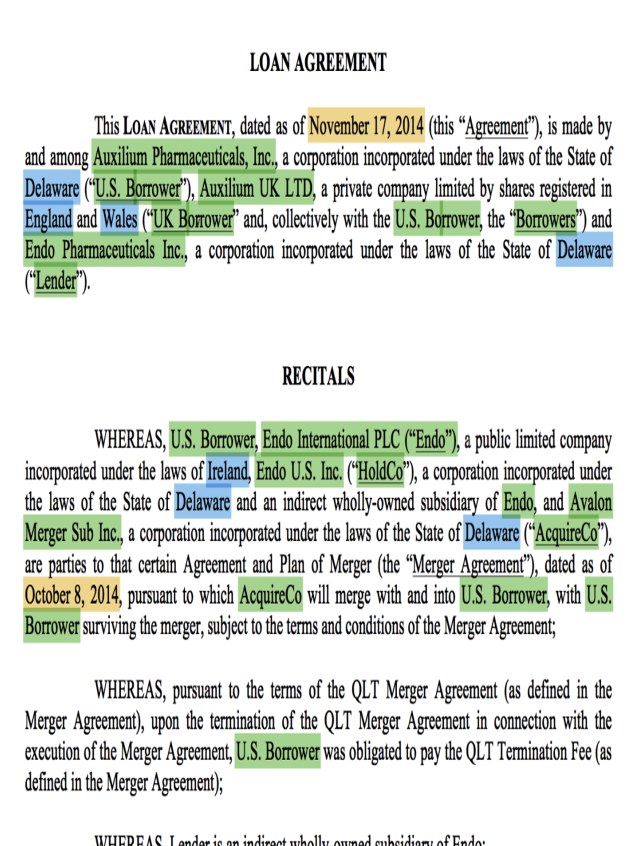 LOAN AGREEMENT
This LOAN AGREEMENT, dated as of November 17, 2014 (this “Agreement”), is made by
and among Auxilium Pharmaceuticals, Inc., a corporation incorporated under the laws of the State of
Delaware (“U.S. Borrower”), Auxilium UK LTD, a private company limited by shares registered in
England and Wales (“UK Borrower” and, collectively with the U.S. Borrower, the “Borrowers”) and
Endo Pharmaceuticals Inc., a corporation incorporated under the laws of the State of Delaware
(“Lender”).
RECITALS
WHEREAS, U.S. Borrower, Endo International PLC (“Endo”), a public limited company
incorporated under the laws of Ireland, Endo U.S. Inc. (“HoldCo”), a corporation incorporated under
the laws of the State of Delaware and an indirect wholly-owned subsidiary of Endo, and Avalon
Merger Sub Inc., a corporation incorporated under the laws of the State of Delaware (“AcquireCo”),
are parties to that certain Agreement and Plan of Merger (the “Merger Agreement”), dated as of
October 8, 2014, pursuant to which AcquireCo will merge with and into U.S. Borrower, with U.S.
Borrower surviving the merger, subject to the terms and conditions of the Merger Agreement;
WHEREAS, pursuant to the terms of the QLT Merger Agreement (as defined in the
Merger Agreement), upon the termination of the QLT Merger Agreement in connection with the
execution of the Merger Agreement, U.S. Borrower was obligated to pay the QLT Termination Fee (as
defined in the Merger Agreement);
WHEREAS, Lender is an indirect wholly-owned subsidiary of Endo;